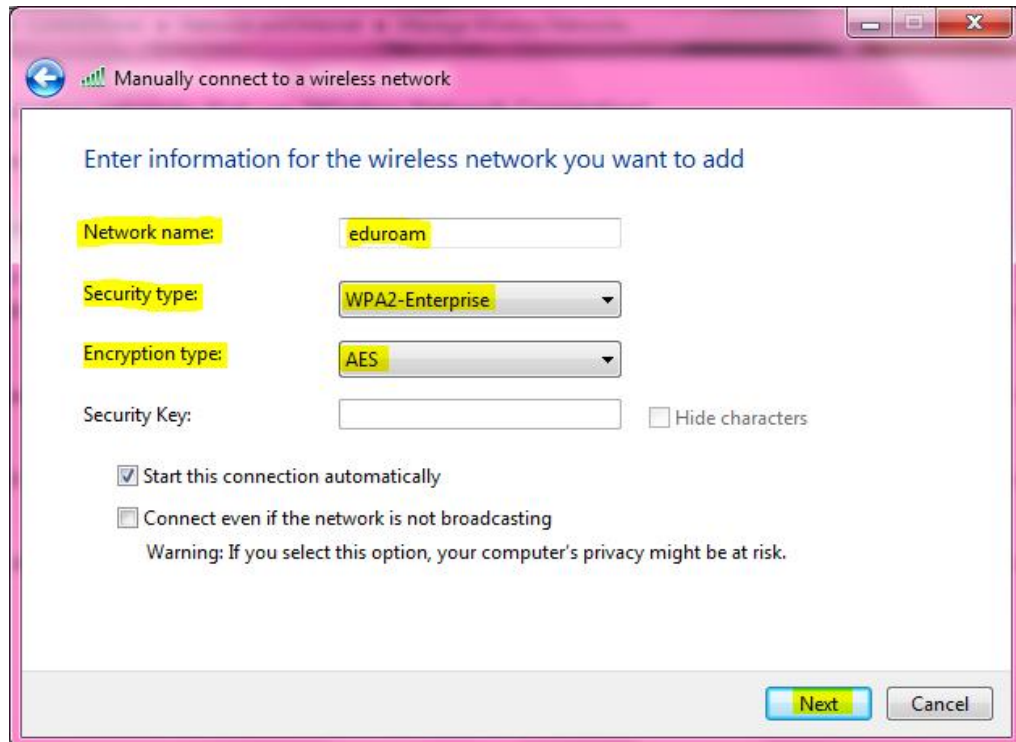 Manually connect to a wireless network
Enter information for the wireless network you want to add
Network name: eduroam
Security type: WPA2-Enterprise
Encryption type: AES
Security Key: Hide characters
Start this connection automatically
Connect even if the network is not broadcasting
Warning: If you select this option, your computer's privacy might be at risk.
Next Cancel